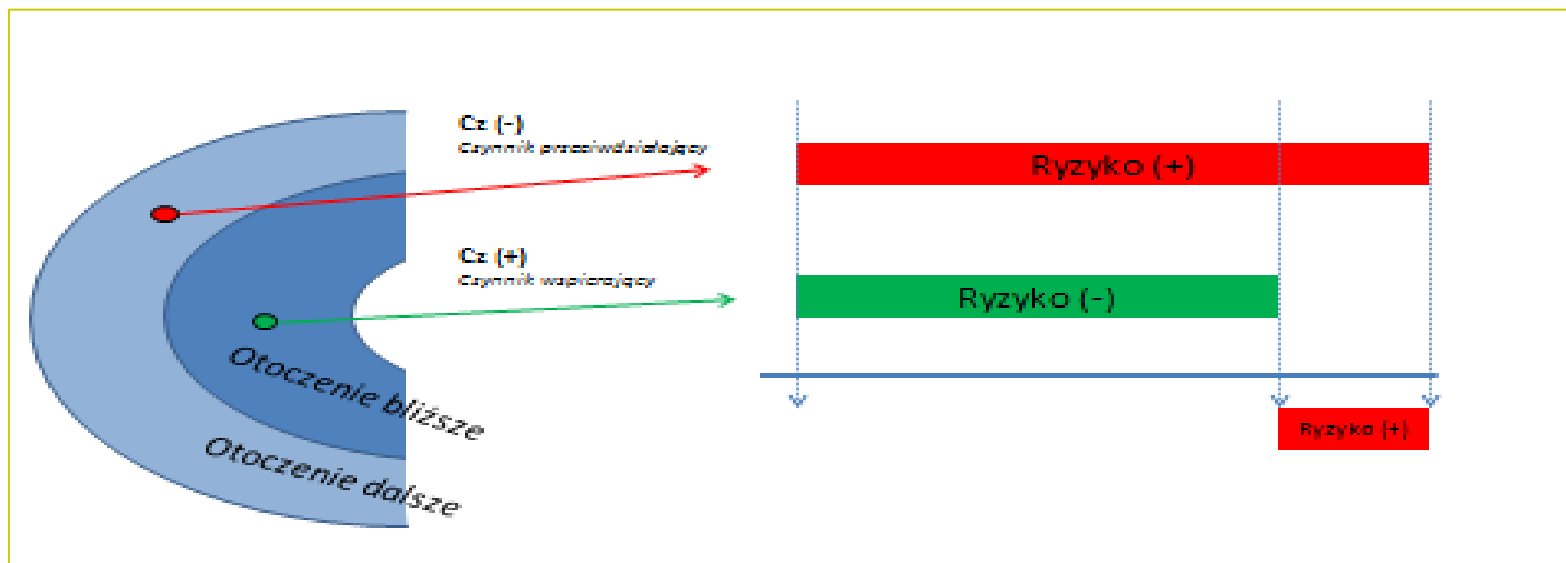 Cz (-)
Czynnik przeciwdziałający
Ryzyko (+)
Cz (+)
Czynnik wspierający
Ryzyko (-)
Otoczenie bliższe
Otoczenie dalsze
Ryzyko (+)